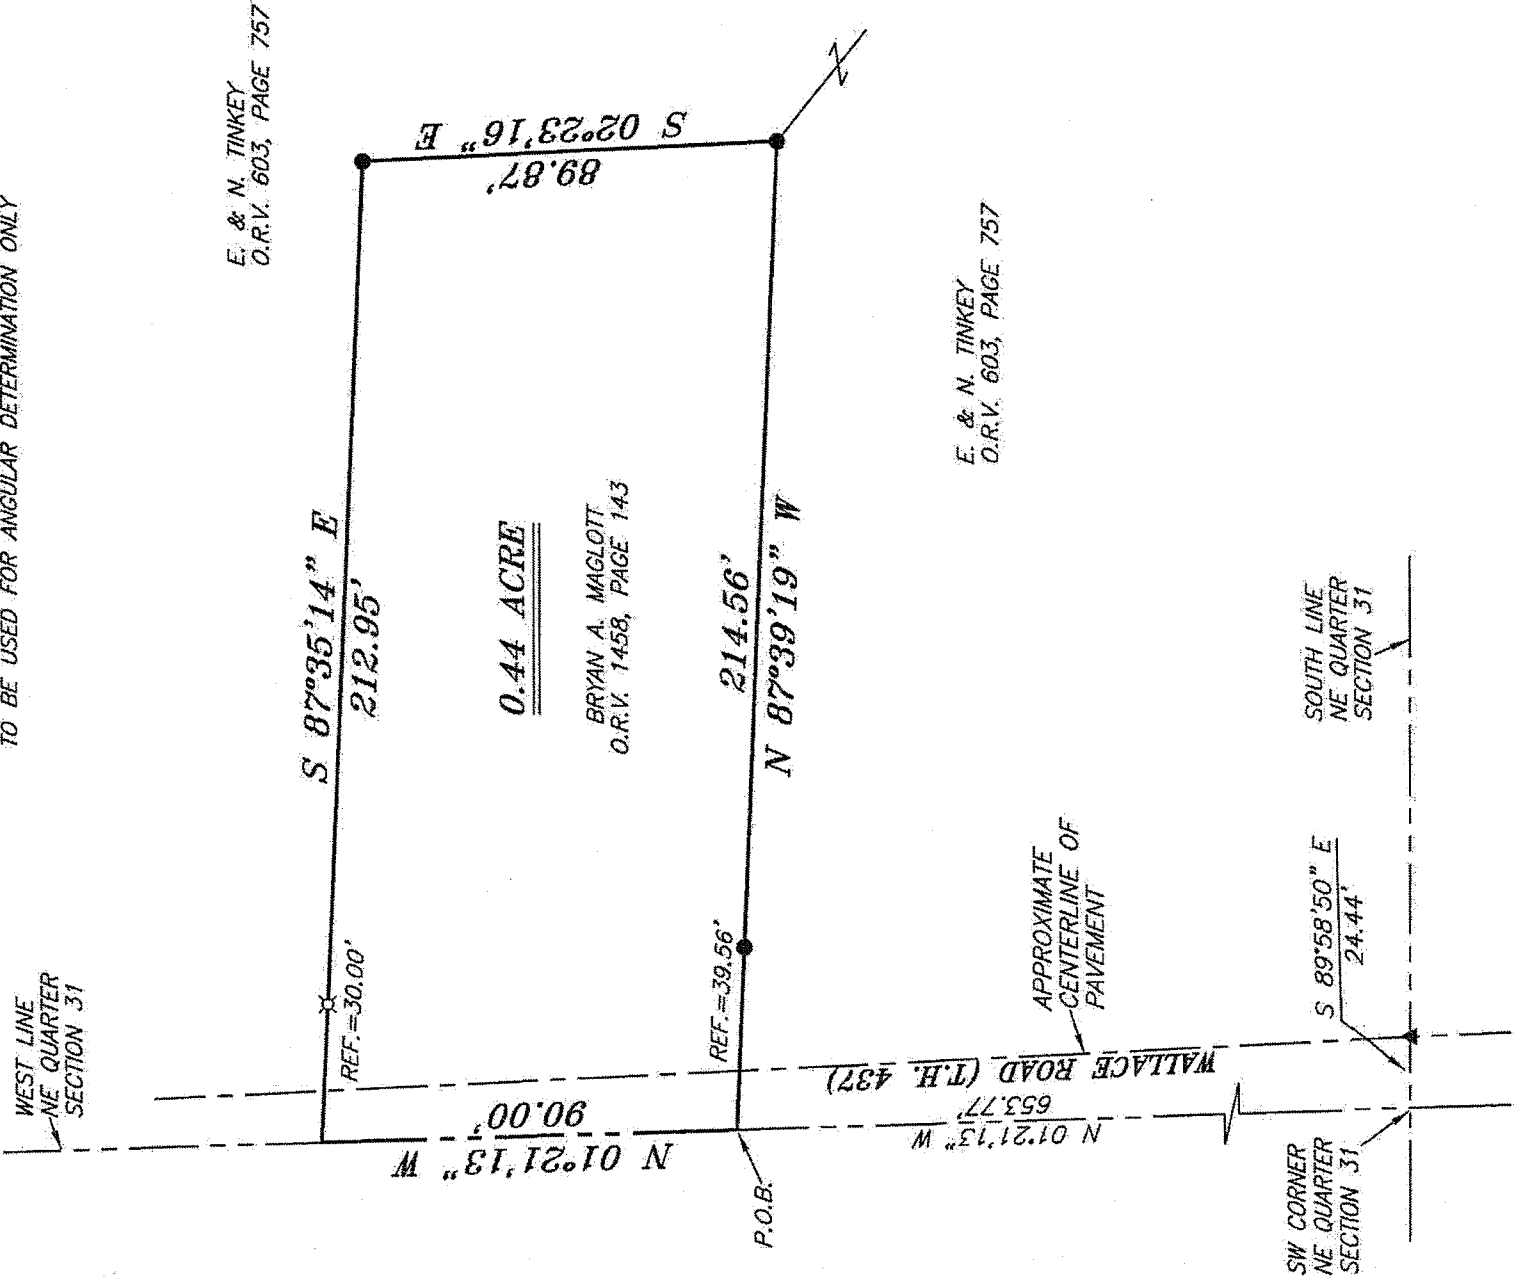 TO BE USED FOR ANGULAR DETERMINATION ONLY
E. & N. TINKEY
O.R.V. 603, PAGE 757
S 02°23'16" E
89.87'
S 87°35'14" E
212.95'
0.44 ACRE
BRYAN A. MAGLOTT
O.R.V. 1458, PAGE 143
214.56'
N 87°39'19" W
E. & N. TINKEY
O.R.V. 603, PAGE 757
WEST LINE
NE QUARTER
SECTION 31
REF.=30.00'
REF.=39.56'
90.00'
N 01°21'13" W
P.O.B.
APPROXIMATE
CENTERLINE OF
PAVEMENT
WALLACE ROAD (T.H. 437)
653.77'
N 01°21'13" W
SOUTH LINE
NE QUARTER
SECTION 31
S 89°58'50" E
24.44'
SW CORNER
NE QUARTER
SECTION 31